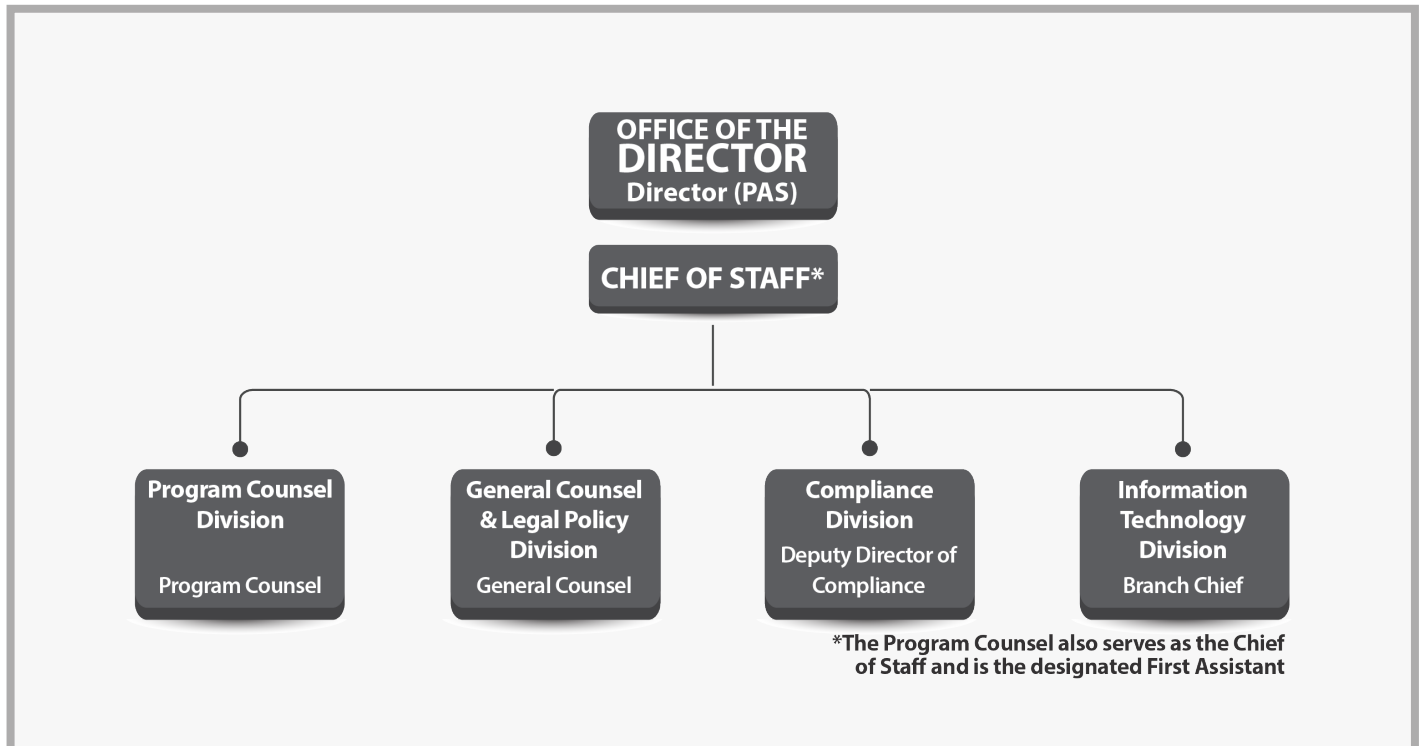 OFFICE OF THE
DIRECTOR
Director (PAS)
CHIEF OF STAFF*
Program Counsel
Division
Program Counsel
General Counsel
& Legal Policy
Division
General Counsel
Compliance
Division
Deputy Director of
Compliance
Information
Technology
Division
Branch Chief
*The Program Counsel also serves as the Chief
of Staff and is the designated First Assistant